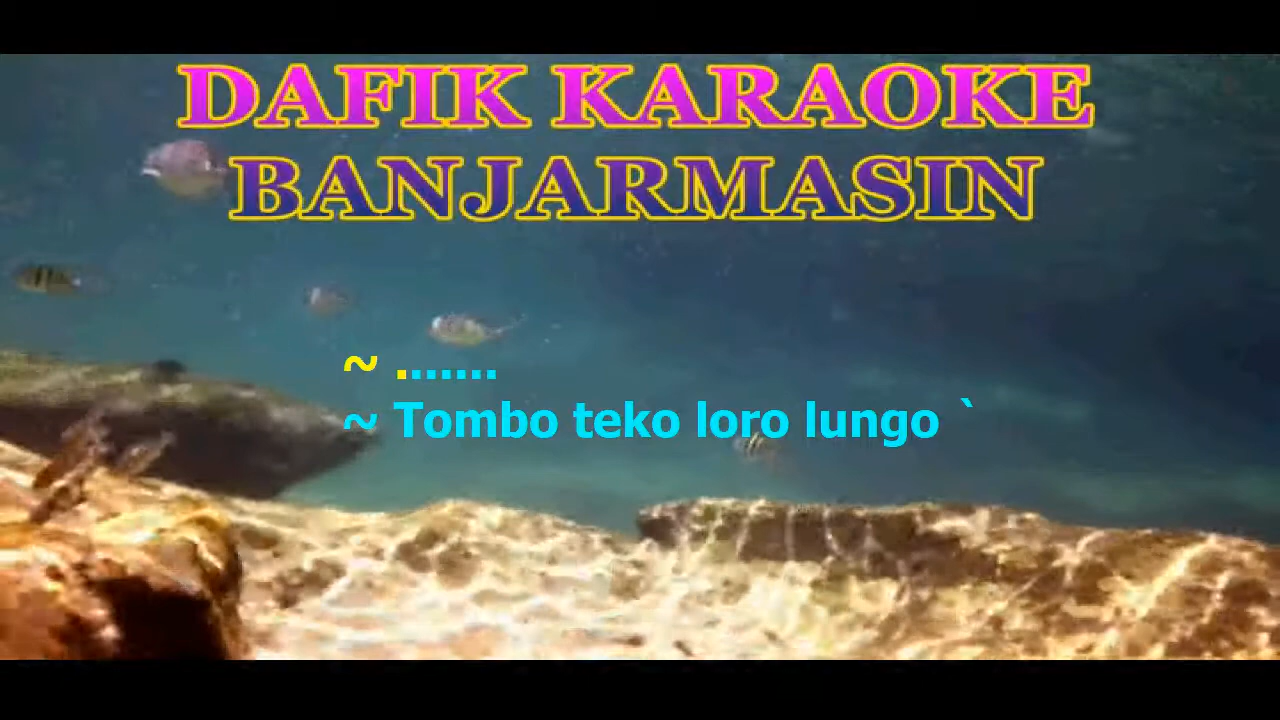 DAFIK KARAOKE
BANJARMASIN
~ .......
~ Tombo teko loro lungo `